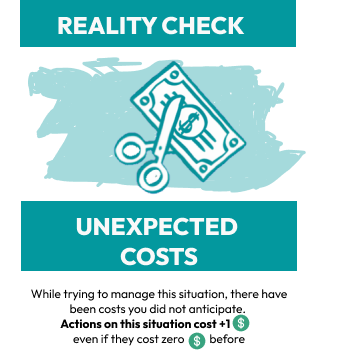 REALITY CHECK
UNEXPECTED
COSTS
While trying to manage this situation, there have
been costs you did not anticipate.
Actions on this situation cost +1 $
even if they cost zero $ before